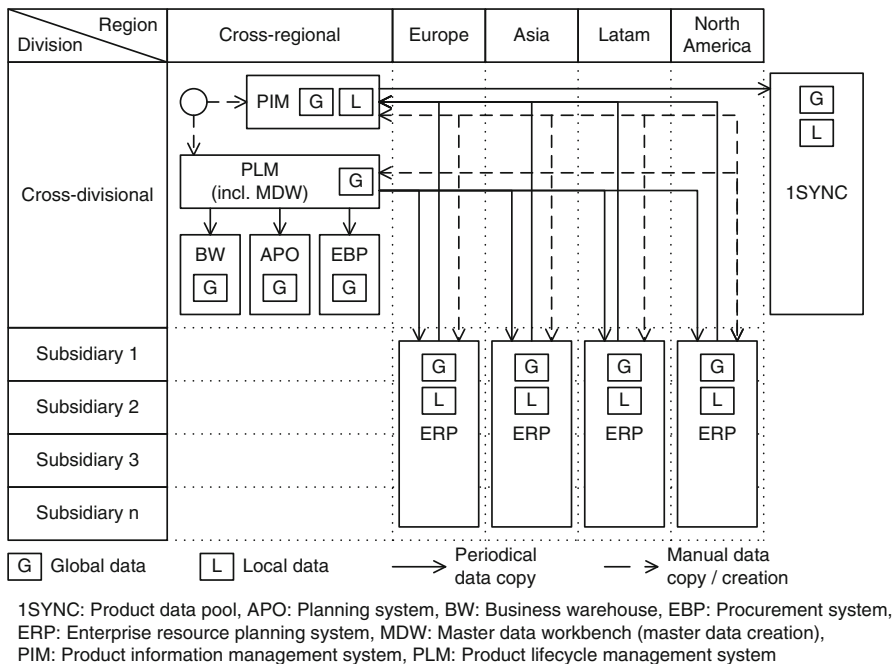 Region
Division
Cross-regional
Europe
Asia
Latam
North
America
Cross-divisional
PIM G L
G
L
1SYNC
PLM
(incl. MDW)
G
BW
APO
EBP
G
G
G
Subsidiary 1
Subsidiary 2
Subsidiary 3
Subsidiary n
G
G
G
G
L
L
L
L
ERP
ERP
ERP
ERP
G Global data
L Local data
Periodical
data copy
Manual data
copy / creation
1SYNC: Product data pool, APO: Planning system, BW: Business warehouse, EBP: Procurement system,
ERP: Enterprise resource planning system, MDW: Master data workbench (master data creation),
PIM: Product information management system, PLM: Product lifecycle management system